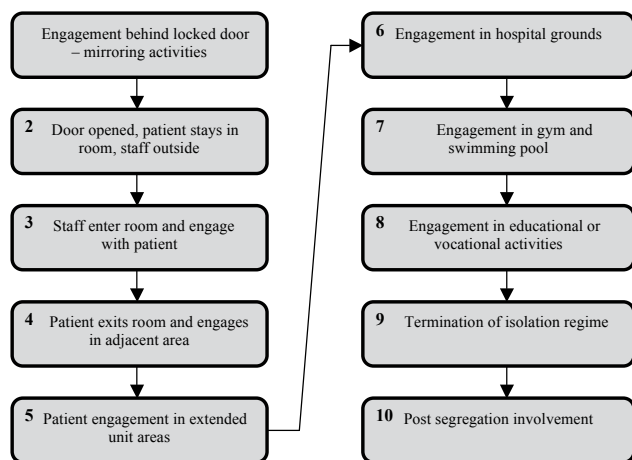 Engagement behind locked door
– mirroring activities
2 Door opened, patient stays in
room, staff outside
3 Staff enter room and engage
with patient
4 Patient exits room and engages
in adjacent area
5 Patient engagement in extended
unit areas
6 Engagement in hospital grounds
7 Engagement in gym and
swimming pool
8 Engagement in educational or
vocational activities
9 Termination of isolation regime
10 Post segregation involvement